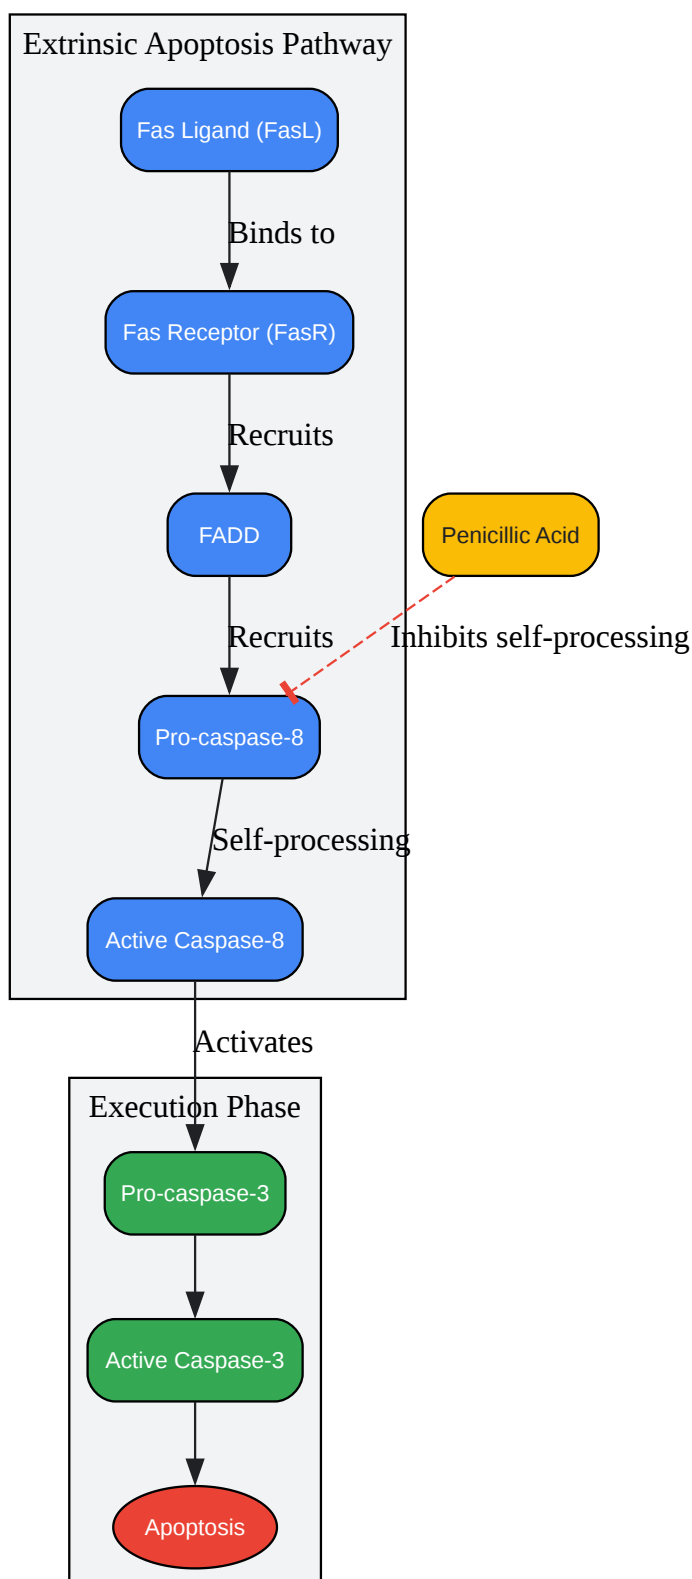 Extrinsic Apoptosis Pathway
Fas Ligand (FasL)
Binds to
Fas Receptor (FasR)
Recruits
FADD
Penicillic Acid
Recruits
Inhibits self-processing
Pro-caspase-8
Self-processing
Active Caspase-8
Activates
Execution Phase
Pro-caspase-3
Active Caspase-3
Apoptosis